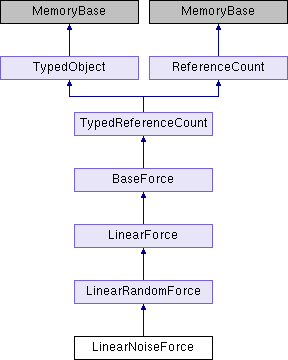 MemoryBase MemoryBase
TypedObject ReferenceCount
TypedReferenceCount
BaseForce
LinearForce
LinearRandomForce
LinearNoiseForce